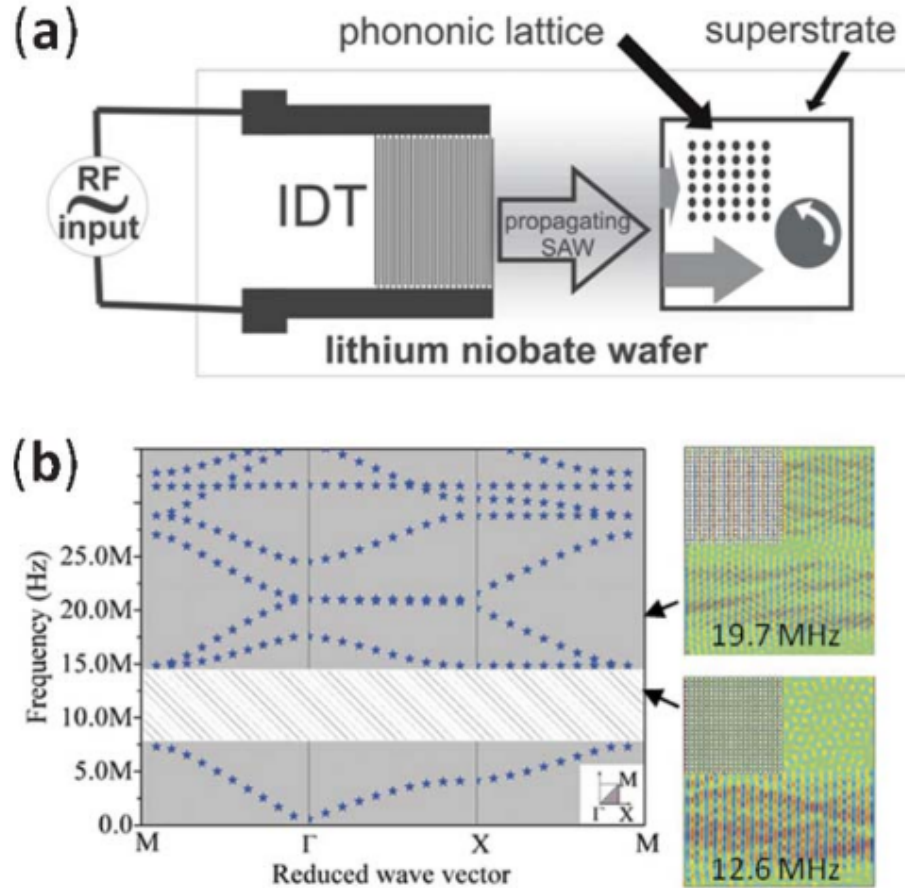 (a)
phononic lattice
superstrate
RF
input
IDT
propagating
SAW
lithium niobate wafer
(b)
Frequency (Hz)
25.0M
20.0M
15.0M
10.0M
5.0M
0.0
M
Γ
X
M
Reduced wave vector
M
Γ
X
19.7 MHz
12.6 MHz